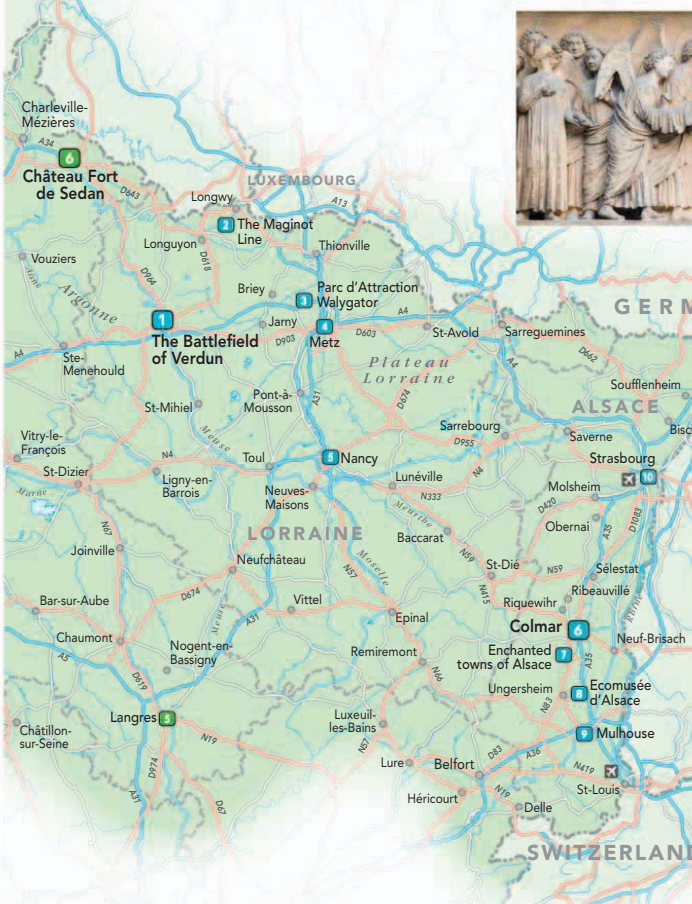 Charleville-
Mézières
A34
6
Château Fort
de Sedan
D643
LUXEMBOURG
Longwy
A13
2 The Maginot
Line
Longuyon
D618
Thionville
Vouziers
Aisne
Argonne
D964
Briey
3 Parc d'Attraction
Walygator
1
Jarny
4
Metz
A4
D603
St-Avold
Sarreguemines
GERM
The Battlefield
of Verdun
D903
A4
Ste-
Menehould
Plateau
Lorraine
A4
D662
Soufflenheim
St-Mihiel
Pont-à-
Mousson
A31
D674
ALSACE
Meuse
Sarrebourg
Saverne
Bisc
Vitry-le-
François
N4
Toul
5 Nancy
D955
Strasbourg
10
St-Dizier
Marne
Ligny-en-
Barrois
Neuves-
Maisons
Lunéville
N4
N333
Molsheim
D420
Meurthe
Obernai
A35
D1083
N67
LORRAINE
Baccarat
Joinville
Neufchâteau
Moselle
N59
St-Dié
N59
Sélestat
N57
Ribeauvillé
D674
N415
Bar-sur-Aube
Meuse
A31
Vittel
Riquewihr
Rhine
Epinal
Colmar 6
Chaumont
A5
Nogent-en-
Bassigny
Remiremont
Neuf-Brisach
Enchanted 7
towns of Alsace
A35
D619
N66
Ungersheim
8 Ecomusée
d'Alsace
N83
Langres 5
Luxeuil-
les-Bains
9 Mulhouse
Châtillon-
sur-Seine
N19
N57
D83
A36
Lure
Belfort
N419
D974
St-Louis
A31
D67
Héricourt
N19
Delle
SWITZERLAND